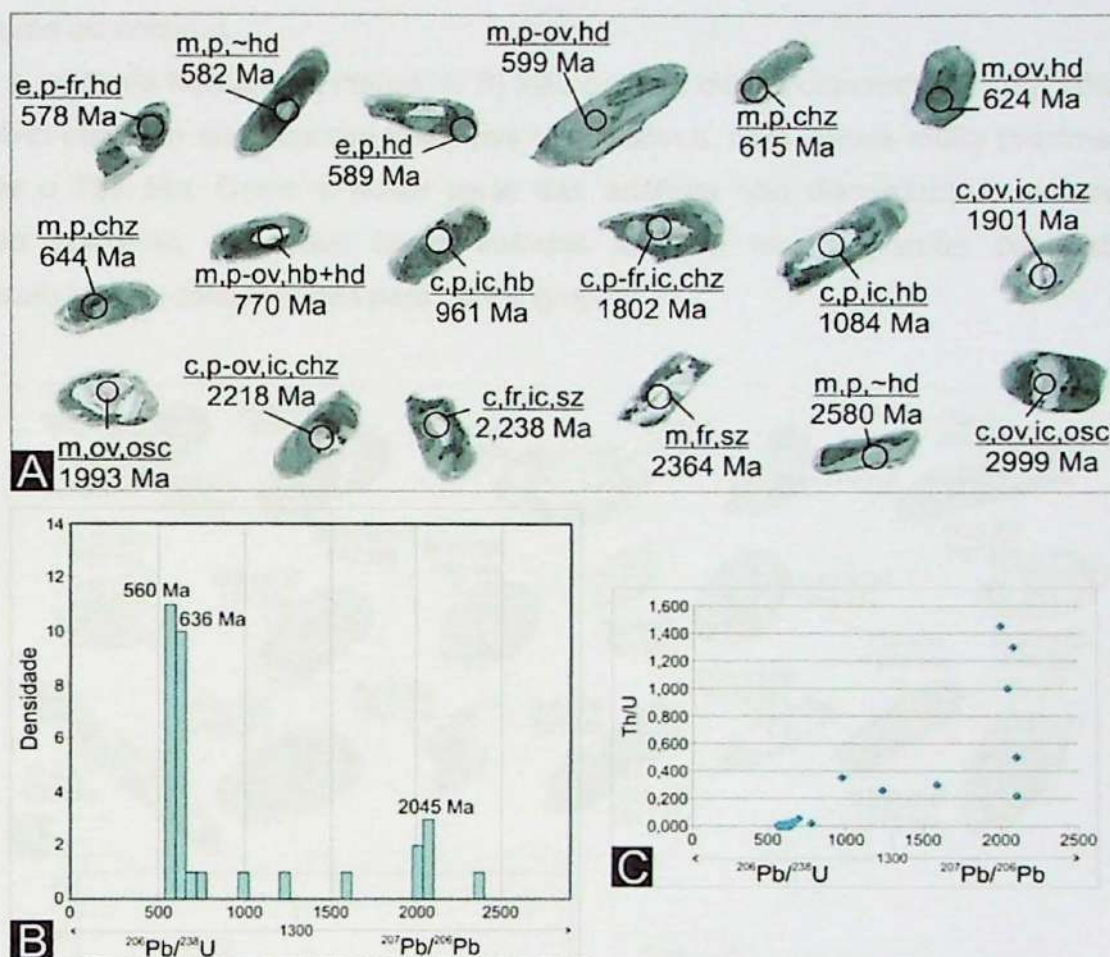 m,p,~hd
582 Ma
m,p-ov,hd
599 Ma
e,p-fr,hd
578 Ma
e,p,hd
589 Ma
m,p,chz
615 Ma
m,ov,hd
624 Ma
m,p,chz
644 Ma
m,p-ov,hb+hd
770 Ma
c,p,ic,hb
961 Ma
c,p-fr,ic,chz
1802 Ma
c,p,ic,hb
1084 Ma
c,ov,ic,chz
1901 Ma
m,ov,osc
1993 Ma
c,p-ov,ic,chz
2218 Ma
c,fr,ic,sz
2,238 Ma
m,fr,sz
2364 Ma
m,p,~hd
2580 Ma
c,ov,ic,osc
2999 Ma
A
14
12
10
8
6
4
2
0
Densidade
560 Ma
636 Ma
2045 Ma
0 500 1000 1500 2000 2500
1300
²⁰⁶Pb/²³⁸U ²⁰⁷Pb/²⁰⁶Pb
B
1,600
1,400
1,200
1,000
0,800
0,600
0,400
0,200
0,000
Th/U
0 500 1000 1500 2000 2500
1300
²⁰⁶Pb/²³⁸U ²⁰⁷Pb/²⁰⁶Pb
C